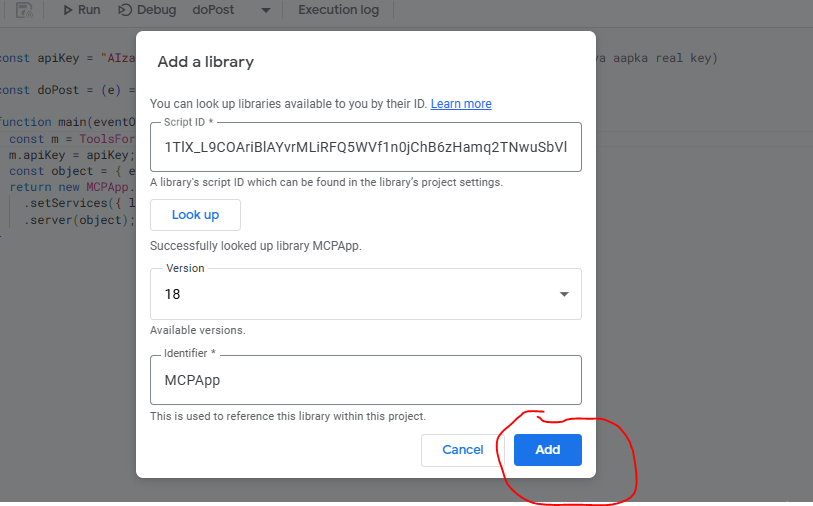 Run Debug doPost Execution log
const apiKey = "AIza
va aapka real key)
const doPost = (e) =
function main(event
const m = ToolsFor
m.apiKey = apiKey;
const object = { e
return new MCPApp.
.setServices({ l
.server(object);
Add a library
You can look up libraries available to you by their ID. Learn more
Script ID *
1TlX_L9COAriBlAYvrMLiRFQ5WVf1n0jChB6zHamq2TNwuSbVl
A library's script ID which can be found in the library's project settings.
Look up
Successfully looked up library MCPApp.
Version
18
Available versions.
Identifier *
MCPApp
This is used to reference this library within this project.
Cancel Add